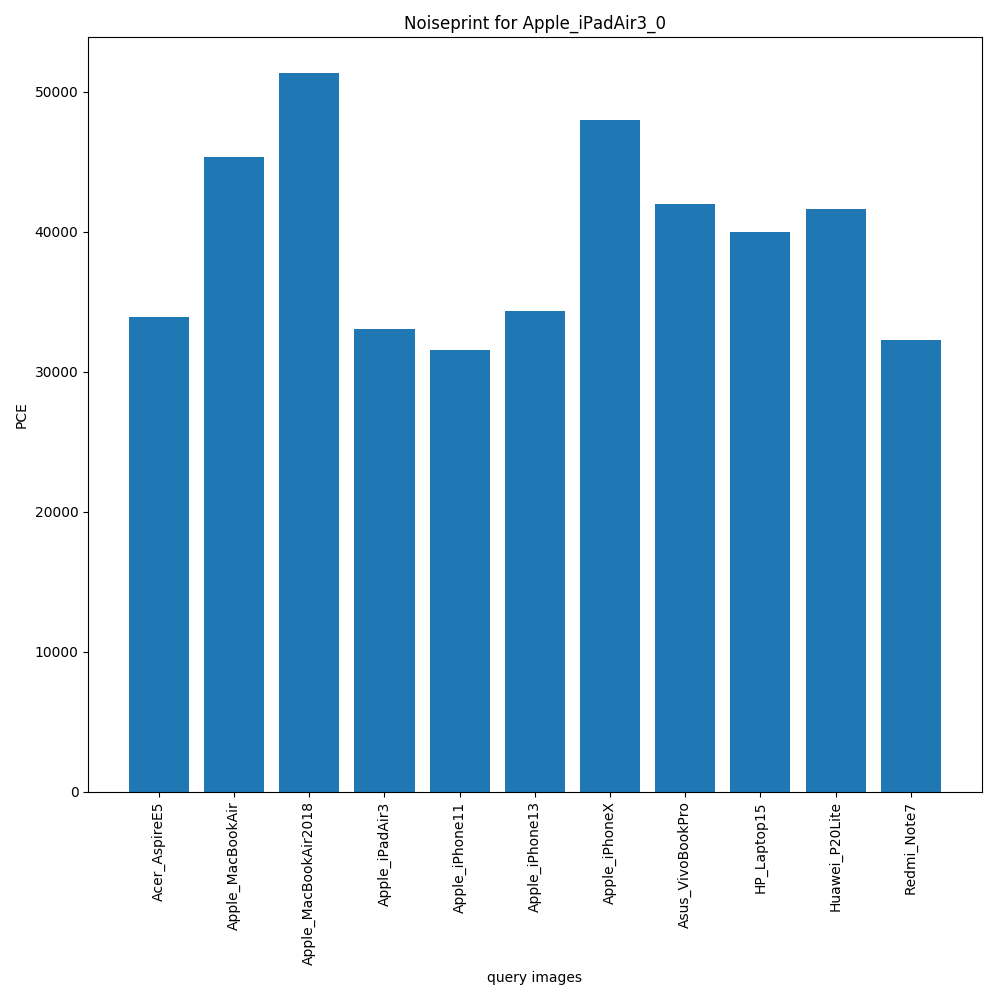 Noiseprint for Apple_iPadAir3_0
PCE
50000
40000
30000
20000
10000
0
Acer_AspireE5
Apple_MacBookAir
Apple_MacBookAir2018
Apple_iPadAir3
Apple_iPhone11
Apple_iPhone13
Apple_iPhoneX
Asus_VivoBookPro
HP_Laptop15
Huawei_P20Lite
Redmi_Note7
query images